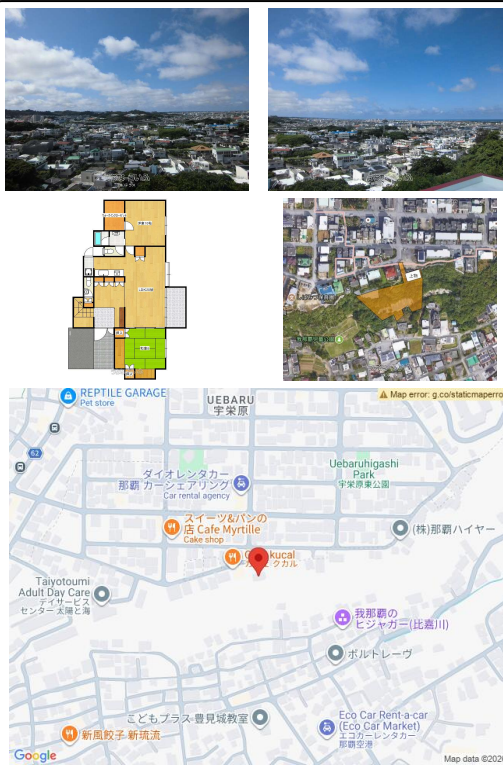 REPTILE GARAGE
Pet store
UEBARU
宇栄原
Map error: g.co/staticmaperro
62
ダイオレンタカー
那覇 カーシェアリング
Car rental agency
Uebaruhigashi
Park
宇栄原東公園
スイーツ&パンの
店 Cafe Myrtille
Cake shop
(株)那覇ハイヤー
Taiyotoumi
Adult Day Care
デイサービス
センター 太陽と海
我那覇の
ヒジャガー(比嘉川)
ボルトレーヴ
こどもプラス 豊見城教室
新風餃子 新琉流
Eco Car Rent-a-car
(Eco Car Market)
エコカーレンタカー
那覇空港
Google
Map data ©202